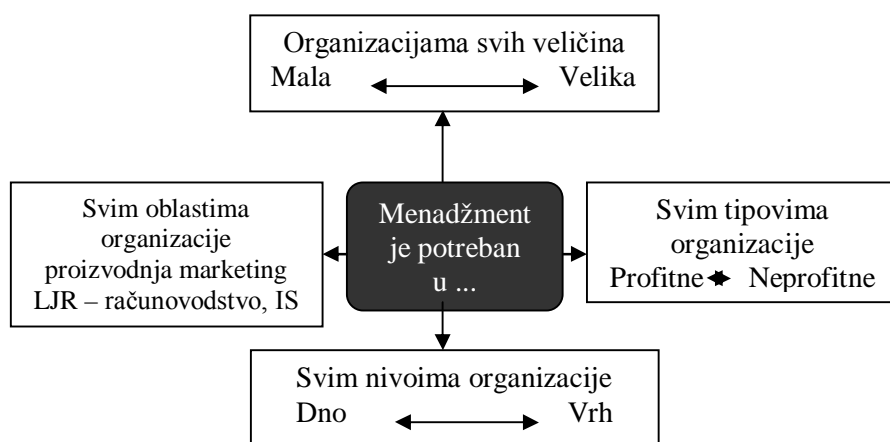 Organizacijama svih veličina
Mala Velika
Svim oblastima
organizacije
proizvodnja marketing
LJR – računovodstvo, IS
Menadžment
je potreban
u ...
Svim tipovima
organizacije
Profitne Neprofitne
Svim nivoima organizacije
Dno Vrh